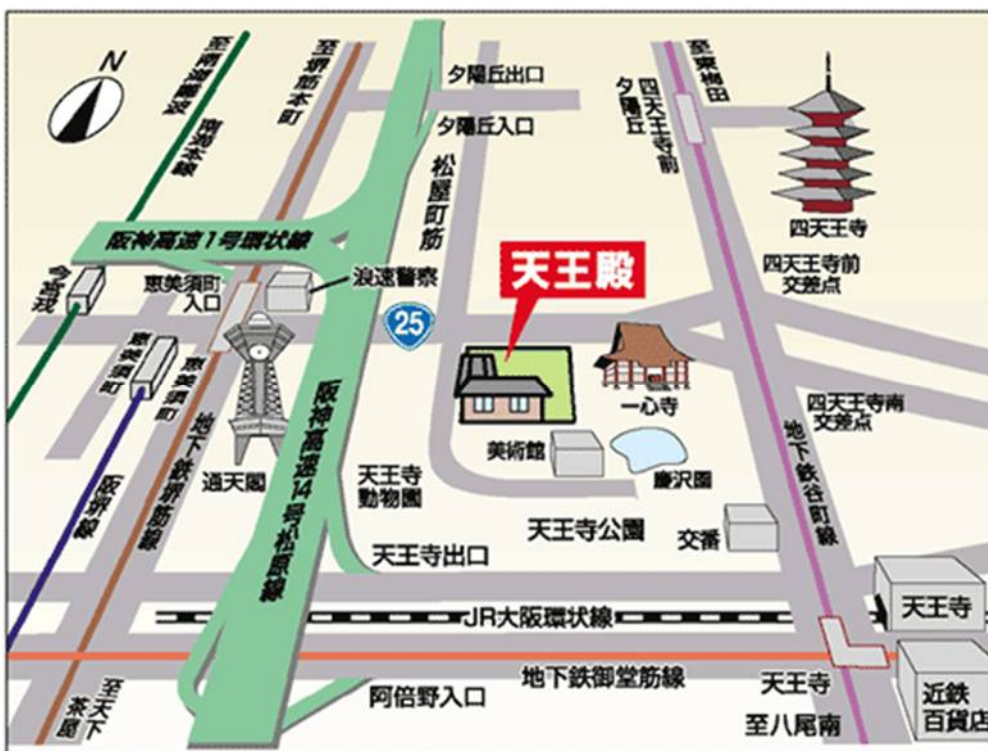 N
至難波
南海本線
至堺筋本町
夕陽丘出口
夕陽丘入口
松屋町筋
至東梅田
四天王寺前
夕陽丘
四天王寺
四天王寺前
交差点
阪神高速1号環状線
恵美須町
入口
浪速警察
天王殿
25
今宮戎
恵美須
町
恵美須町
通天閣
地下鉄堺筋線
阪堺線
阪神高速14号松原線
天王寺
動物園
一心寺
美術館
慶沢園
四天王寺南
交差点
地下鉄谷町線
天王寺公園
交番
天王寺出口
天王寺
JR大阪環状線
地下鉄御堂筋線
阿倍野入口
天王寺
至八尾南
近鉄
百貨店
至天下
茶屋